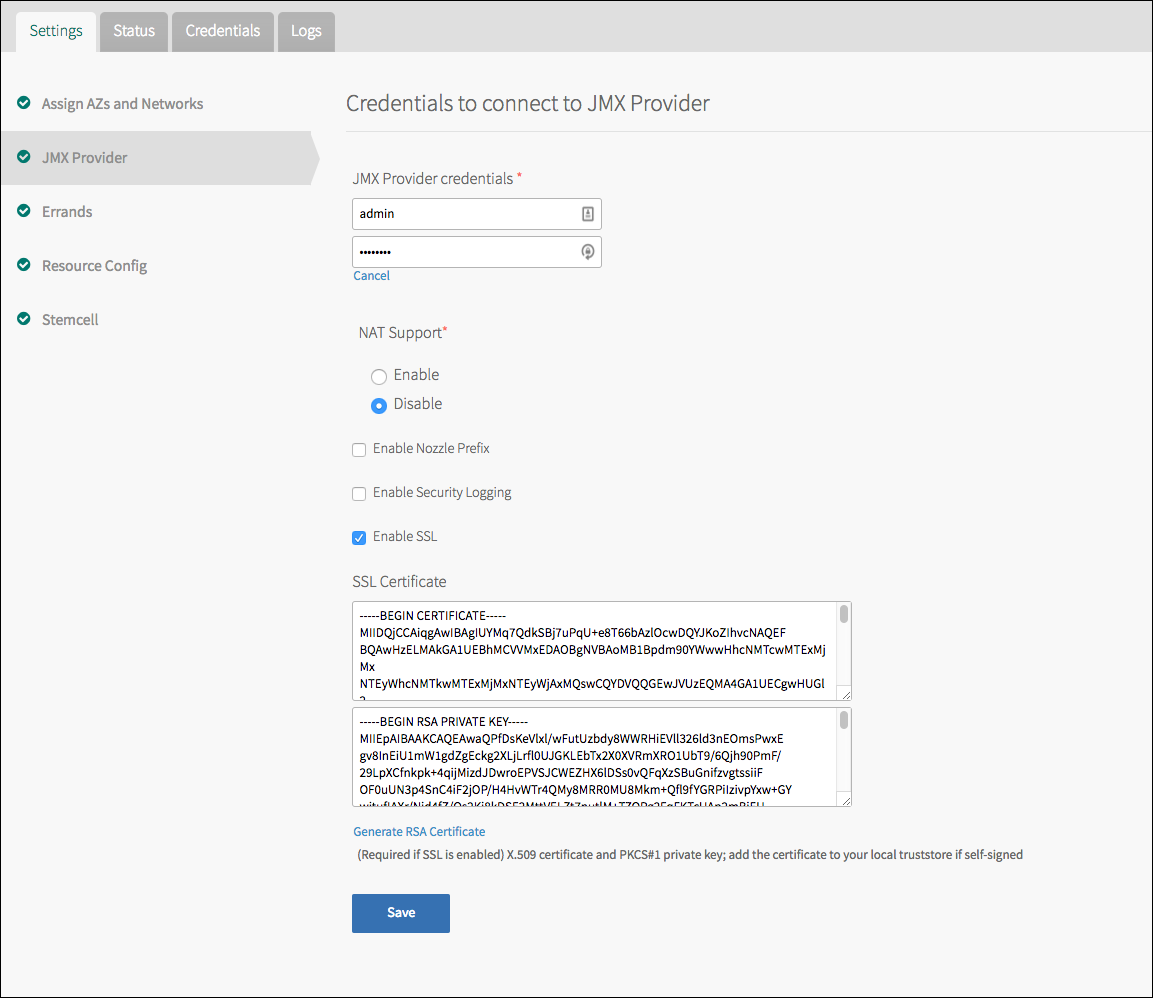 Settings
Status
Credentials
Logs
Assign AZs and Networks
JMX Provider
Errands
Resource Config
Stemcell
Credentials to connect to JMX Provider
JMX Provider credentials *
admin
••••••••
Cancel
NAT Support*
Enable
Disable
Enable Nozzle Prefix
Enable Security Logging
Enable SSL
SSL Certificate
-----BEGIN CERTIFICATE-----
MIIDQjCCAiqgAwIBAgIUYMq7QdkSBj7uPqU+e8T66bAzlOcwDQYJKoZIhvcNAQEF
BQAwHzELMAkGA1UEBhMCVVMxEDAOBgNVBAoMB1Bpdm90YWwwHhcNMTcwMTExMj
Mx
NTEyWhcNMTkwMTExMjMxNTEyWjAxMQswCQYDVQQGEwJVUzEQMA4GA1UECgwHUGl
-----BEGIN RSA PRIVATE KEY-----
MIIEpAIBAAKCAQEAwaQPfDsKeVlxl/wFutUzbdy8WWRHiEVll326ld3nEOmsPwxE
gv8InEiU1mW1gdZgEckg2XLjLrfl0UJGKLEbTx2X0XVRmXRO1UbT9/6Qjh90PmF/
29LpXCfnkpk+4qijMizdJDwroEPVSJCWEZHX6lDSs0vQFqXzSBuGnifzvgtssiiF
OF0uUN3p4SnC4iF2jOP/H4HvWTr4QMy8MRR0MU8Mkm+Qfl9fYGRPiIzivpYxw+GY
Generate RSA Certificate
(Required if SSL is enabled) X.509 certificate and PKCS#1 private key; add the certificate to your local truststore if self-signed
Save